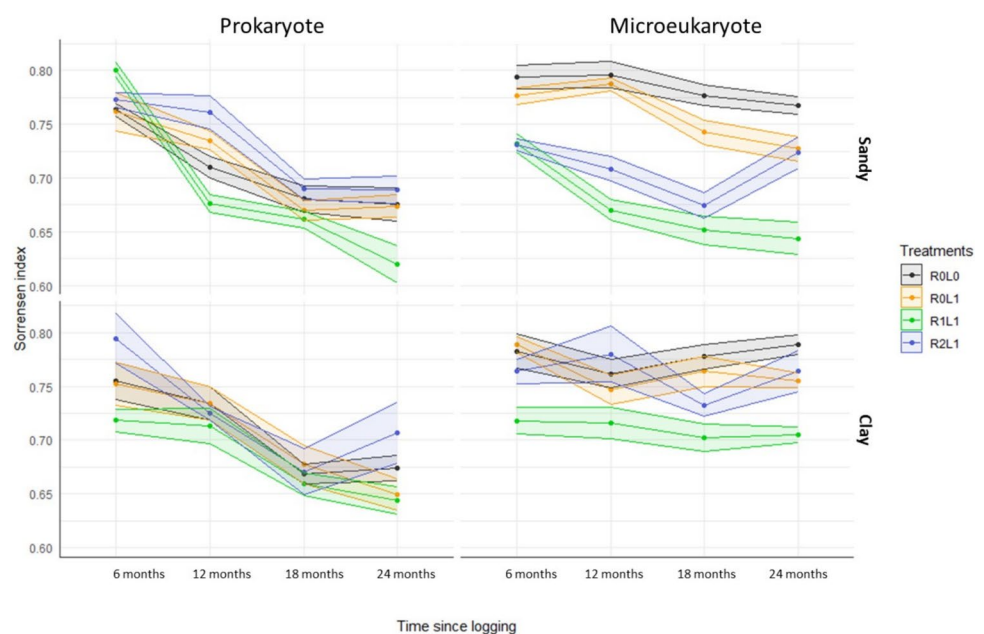 Prokaryote
Microeukaryote
0.80
0.75
0.70
0.65
0.60
Sandy
Sorrensen index
0.80
0.75
0.70
0.65
0.60
Clay
6 months 12 months 18 months 24 months
6 months 12 months 18 months 24 months
Time since logging
Treatments
R0L0
R0L1
R1L1
R2L1